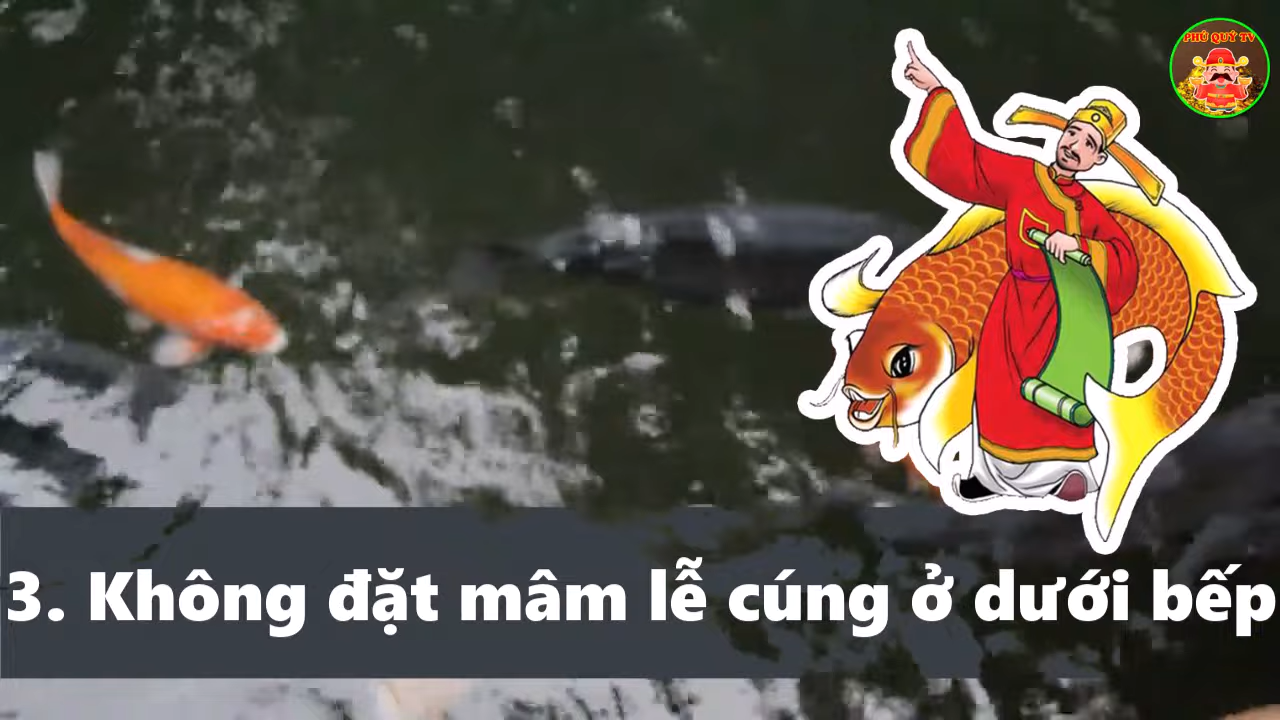 PHÚ QUÝ TV
3. Không đặt mâm lễ cúng ở dưới bếp